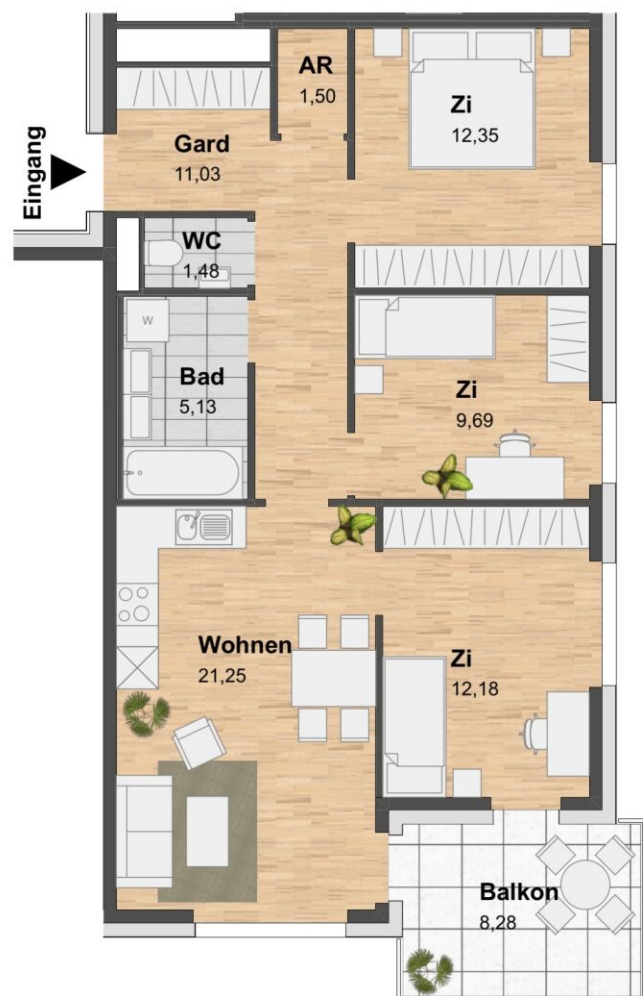 AR
1,50
Zi
12,35
Gard
11,03
Eingang
WC
1,48
W
Bad
5,13
Zi
9,69
Wohnen
21,25
Zi
12,18
Balkon
8,28